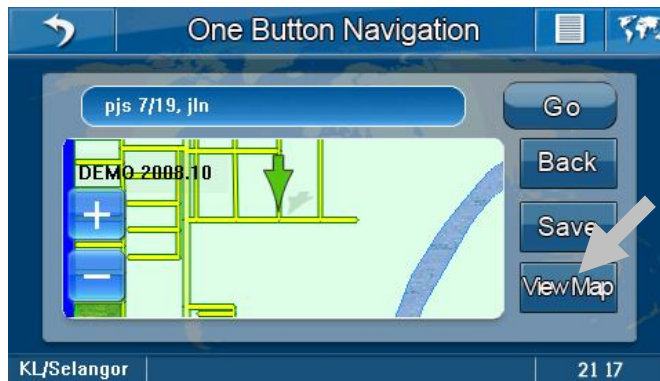 One Button Navigation
pjs 7/19, jln
Go
DEMO 2008.10
Back
+
Save
-
View Map
KL/Selangor
21 17